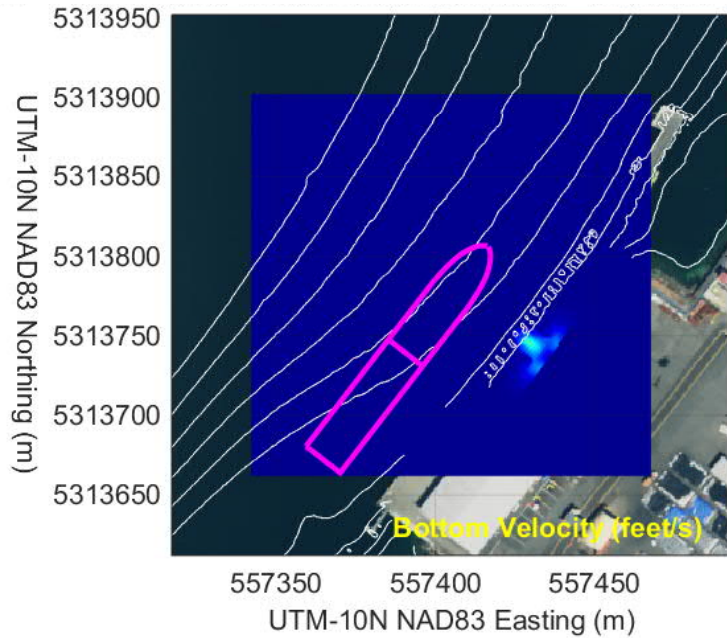 5313950
5313900
5313850
5313800
5313750
5313700
5313650
UTM-10N NAD83 Northing (m)
Bottom Velocity (feet/s)
557350 557400 557450
UTM-10N NAD83 Easting (m)